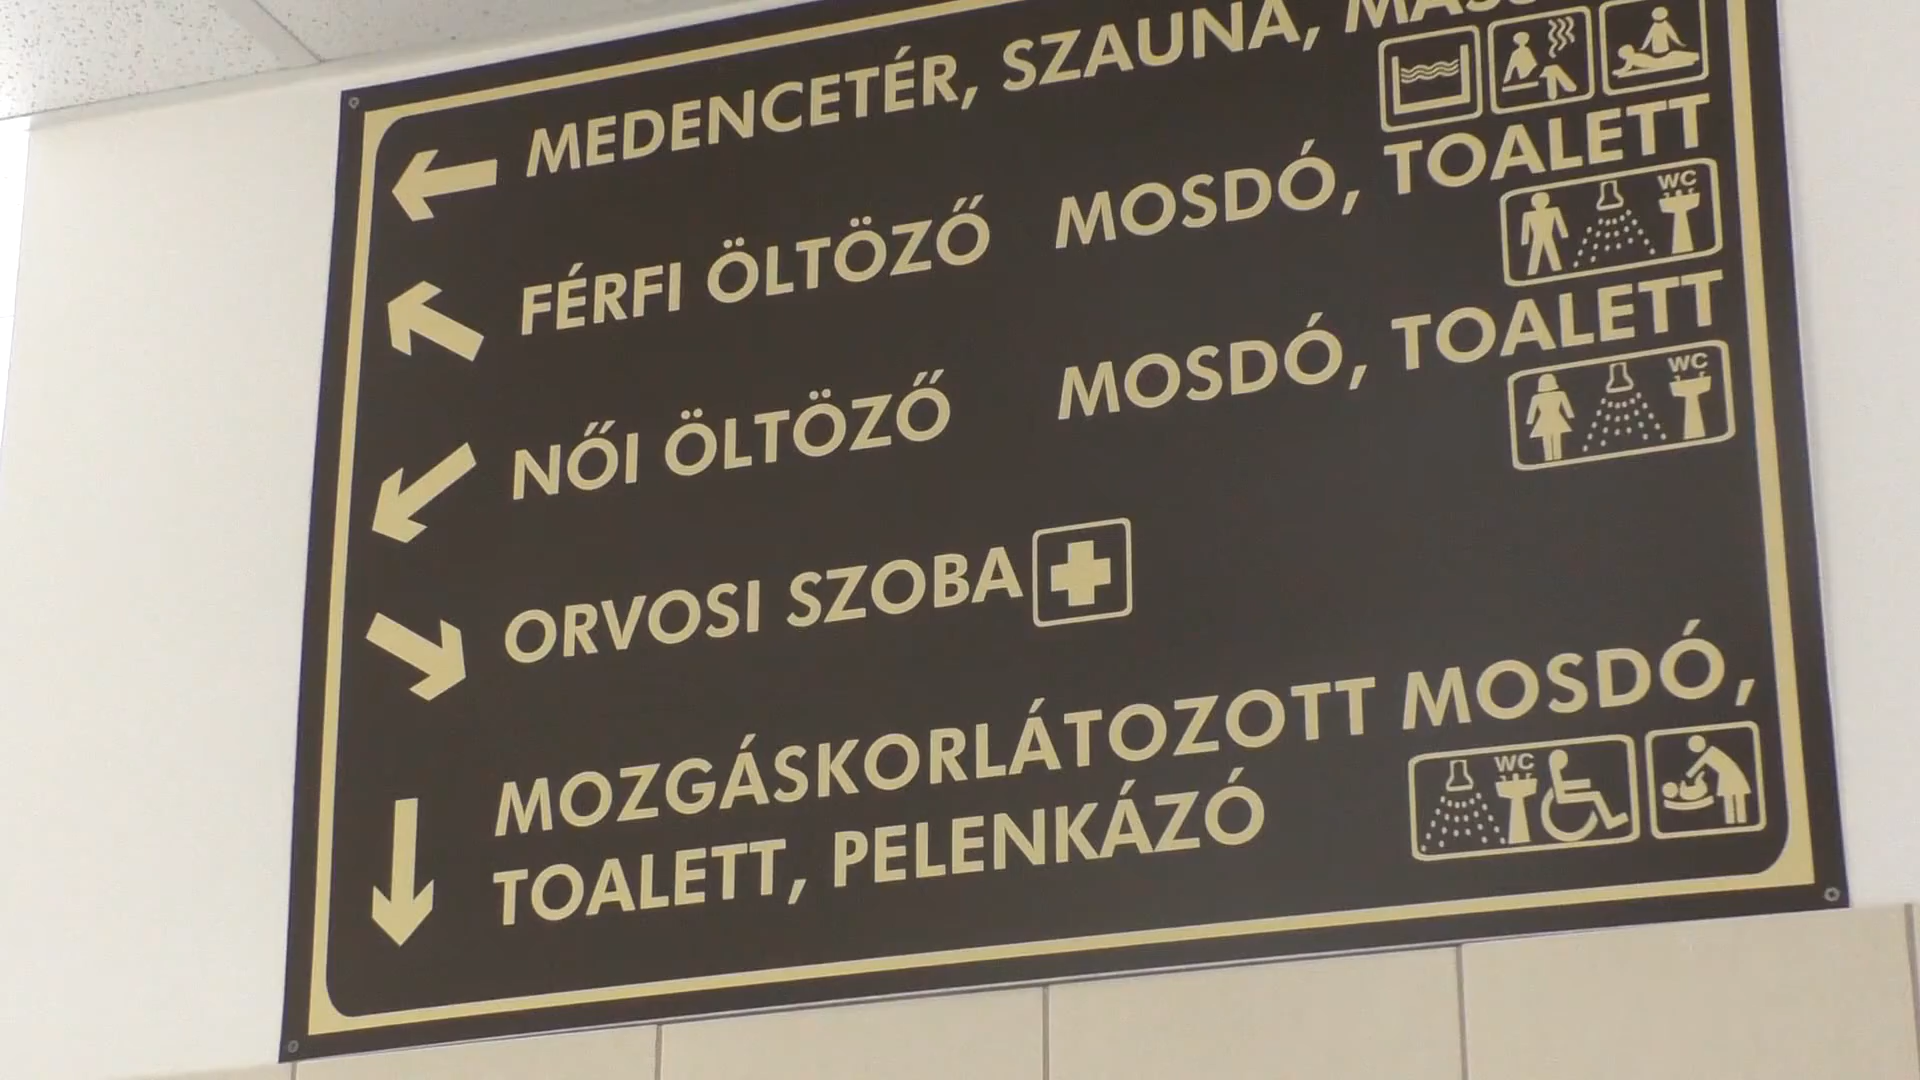 MEDENCETÉR, SZAUNA,
FÉRFI ÖLTÖZŐ MOSDÓ, TOALETT
WC
NŐI ÖLTÖZŐ MOSDÓ, TOALETT
WC
ORVOSI SZOBA
MOZGÁSKORLÁTOZOTT MOSDÓ,
TOALETT, PELENKÁZÓ
WC